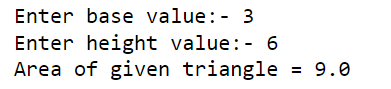 Enter base value:- 3
Enter height value:- 6
Area of given triangle = 9.0